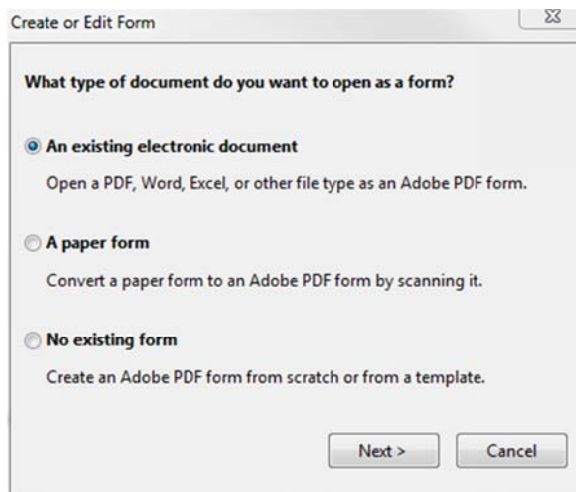 Create or Edit Form
What type of document do you want to open as a form?
An existing electronic document
Open a PDF, Word, Excel, or other file type as an Adobe PDF form.
A paper form
Convert a paper form to an Adobe PDF form by scanning it.
No existing form
Create an Adobe PDF form from scratch or from a template.
Next >
Cancel